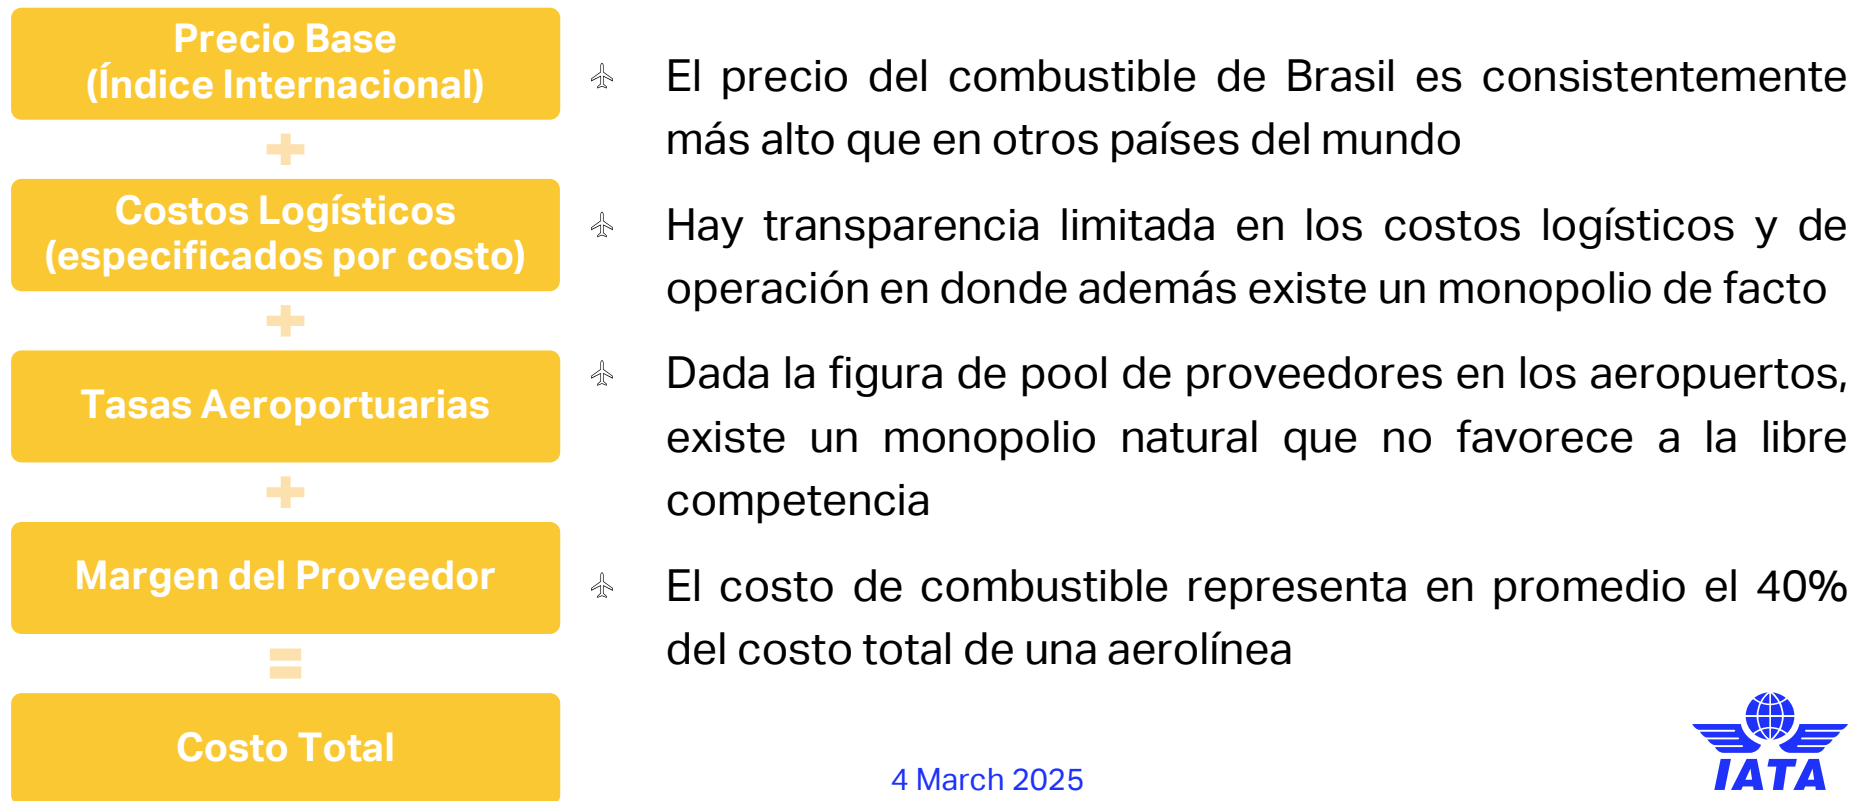 Precio Base
(Índice Internacional)
+
Costos Logísticos
(especificados por costo)
+
Tasas Aeroportuarias
+
Margen del Proveedor
=
Costo Total
El precio del combustible de Brasil es consistentemente
más alto que en otros países del mundo
Hay transparencia limitada en los costos logísticos y de
operación en donde además existe un monopolio de facto
Dada la figura de pool de proveedores en los aeropuertos,
existe un monopolio natural que no favorece a la libre
competencia
El costo de combustible representa en promedio el 40%
del costo total de una aerolínea
4 March 2025
IATA